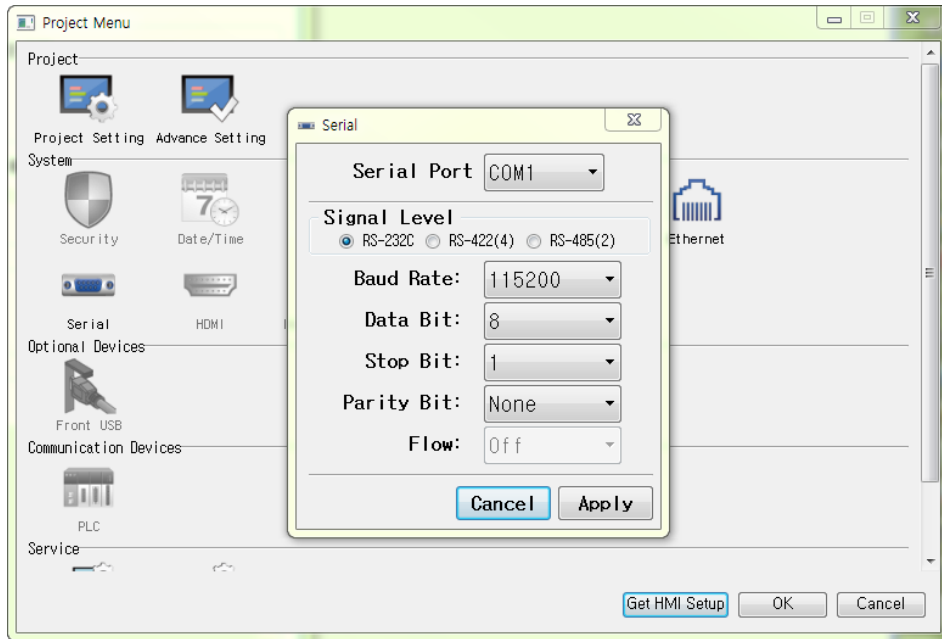 Project Menu
Project
Project Setting Advance Setting
System
Security Date/Time Ethernet
Serial HDMI
Optional Devices
Front USB
Communication Devices
PLC
Service
Get HMI Setup OK Cancel
Serial
Serial Port COM1
Signal Level
RS-232C RS-422(4) RS-485(2)
Baud Rate: 115200
Data Bit: 8
Stop Bit: 1
Parity Bit: None
Flow: Off
Cancel Apply